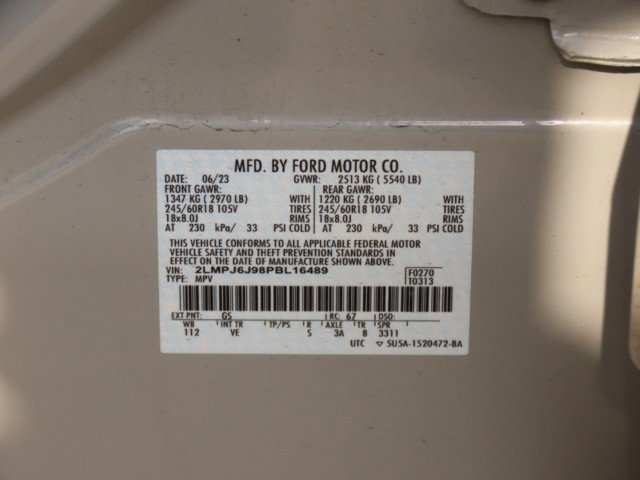 MFD. BY FORD MOTOR CO.
DATE: 06/23 GVWR: 2513 KG ( 5540 LB)
FRONT GAWR: REAR GAWR:
1347 KG ( 2970 LB) WITH 1220 KG ( 2690 LB) WITH
245/60R18 105V TIRES 245/60R18 105V TIRES
18x8.0J RIMS 18x8.0J RIMS
AT 230 kPa/ 33 PSI COLD AT 230 kPa/ 33 PSI COLD
THIS VEHICLE CONFORMS TO ALL APPLICABLE FEDERAL MOTOR
VEHICLE SAFETY AND THEFT PREVENTION STANDARDS IN
EFFECT ON THE DATE OF MANUFACTURE SHOWN ABOVE.
VIN: 2LMPJ6J98PBL16489 F0270
TYPE: MPV T0313
EXT PNT: GS RC: 67 DSO:
WB INT TR TP/PS R AXLE TR SPR
112 VE S 3A 8 3311
UTC ▽ 5U5A-1520472-BA